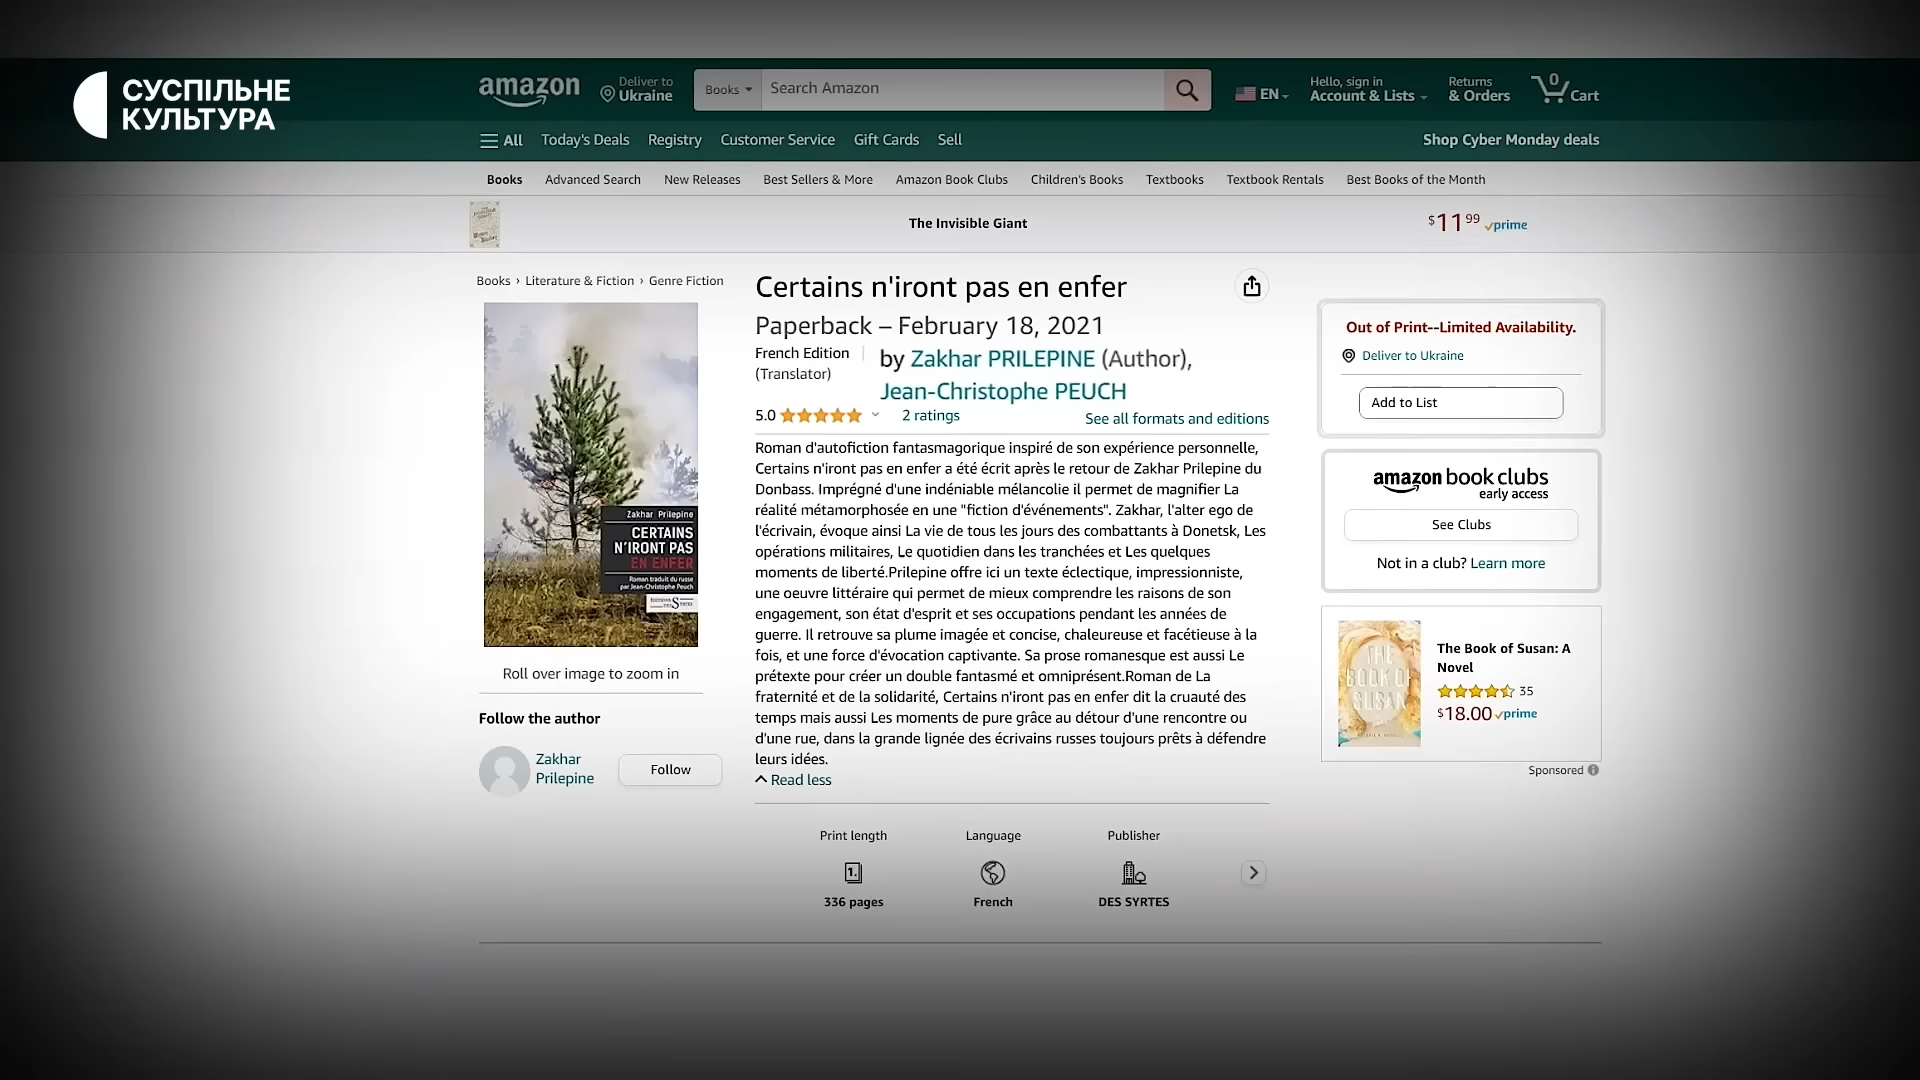 СУСПІЛЬНЕ
КУЛЬТУРА
amazon
Deliver to
Ukraine
Books
Search Amazon
EN
Hello, sign in
Account & Lists
Returns
& Orders
0
Cart
All
Today's Deals
Registry
Customer Service
Gift Cards
Sell
Shop Cyber Monday deals
Books
Advanced Search
New Releases
Best Sellers & More
Amazon Book Clubs
Children's Books
Textbooks
Textbook Rentals
Best Books of the Month
The Invisible Giant
$11 99 prime
Books › Literature & Fiction › Genre Fiction
Zakhar Prilepine
CERTAINS
N'IRONT PAS
EN ENFER
Roman traduit du russe
par Jean-Christophe Peuch
Roll over image to zoom in
Follow the author
Zakhar
Prilepine
Follow
Certains n'iront pas en enfer
Paperback – February 18, 2021
French Edition
(Translator)
by Zakhar PRILEPINE (Author),
Jean-Christophe PEUCH
5.0
2 ratings
See all formats and editions
Roman d'autofiction fantasmagorique inspiré de son expérience personnelle,
Certains n'iront pas en enfer a été écrit après le retour de Zakhar Prilepine du
Donbass. Imprégné d'une indéniable mélancolie il permet de magnifier La
réalité métamorphosée en une "fiction d'événements". Zakhar, l'alter ego de
l'écrivain, évoque ainsi La vie de tous les jours des combattants à Donetsk, Les
opérations militaires, Le quotidien dans les tranchées et Les quelques
moments de liberté.Prilepine offre ici un texte éclectique, impressionniste,
une oeuvre littéraire qui permet de mieux comprendre les raisons de son
engagement, son état d'esprit et ses occupations pendant les années de
guerre. Il retrouve sa plume imagée et concise, chaleureuse et facétieuse à la
fois, et une force d'évocation captivante. Sa prose romanesque est aussi Le
prétexte pour créer un double fantasmé et omniprésent.Roman de La
fraternité et de la solidarité, Certains n'iront pas en enfer dit la cruauté des
temps mais aussi Les moments de pure grâce au détour d'une rencontre ou
d'une rue, dans la grande lignée des écrivains russes toujours prêts à défendre
leurs idées.
Read less
Print length
1.
336 pages
Language
French
Publisher
DES SYRTES
Out of Print--Limited Availability.
Deliver to Ukraine
Add to List
amazon book clubs
early access
See Clubs
Not in a club? Learn more
THE
BOOK OF
SUSAN
The Book of Susan: A
Novel
35
$18.00 prime
Sponsored